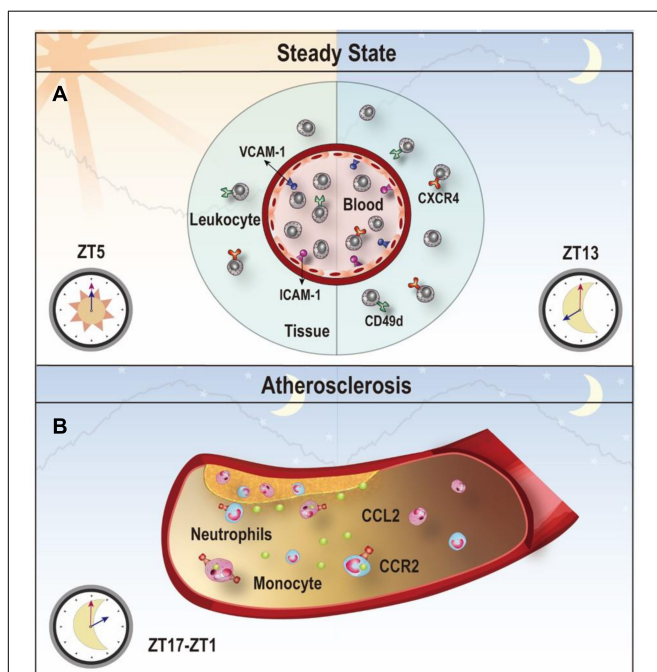 Steady State
A
VCAM-1
CXCR4
Leukocyte
Blood
ZT5
ZT13
ICAM-1
CD49d
Tissue
Atherosclerosis
B
CCL2
Neutrophils
CCR2
Monocyte
ZT17-ZT1